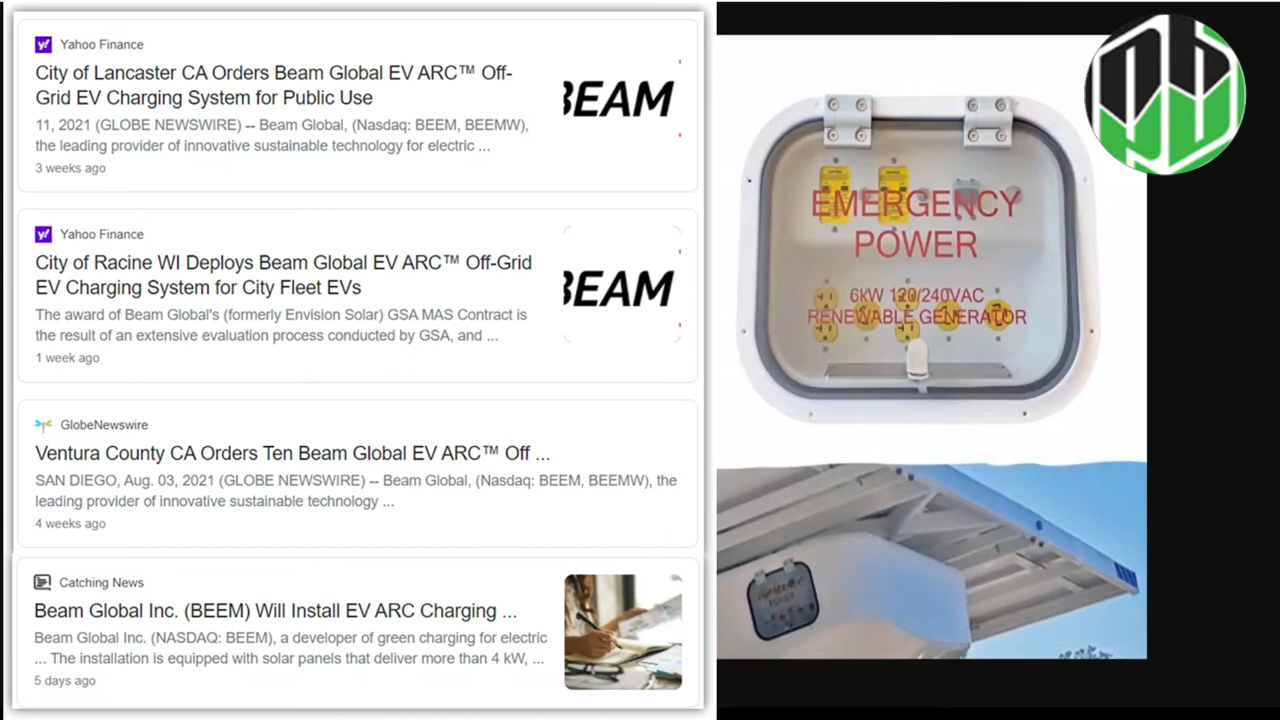 Yahoo Finance
City of Lancaster CA Orders Beam Global EV ARC™ Off-
Grid EV Charging System for Public Use
11, 2021 (GLOBE NEWSWIRE) -- Beam Global, (Nasdaq: BEEM, BEEMW),
the leading provider of innovative sustainable technology for electric ...
3 weeks ago
BEAM
Yahoo Finance
City of Racine WI Deploys Beam Global EV ARC™ Off-Grid
EV Charging System for City Fleet EVs
The award of Beam Global's (formerly Envision Solar) GSA MAS Contract is
the result of an extensive evaluation process conducted by GSA, and ...
1 week ago
BEAM
GlobeNewswire
Ventura County CA Orders Ten Beam Global EV ARC™ Off ...
SAN DIEGO, Aug. 03, 2021 (GLOBE NEWSWIRE) -- Beam Global, (Nasdaq: BEEM, BEEMW), the
leading provider of innovative sustainable technology ...
4 weeks ago
Catching News
Beam Global Inc. (BEEM) Will Install EV ARC Charging ...
Beam Global Inc. (NASDAQ: BEEM), a developer of green charging for electric
... The installation is equipped with solar panels that deliver more than 4 kW, ...
5 days ago
EMERGENCY
POWER
6KW 120/240VAC
RENEWABLE GENERATOR
EMERGENCY
POWER